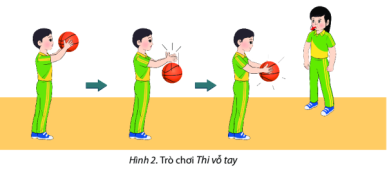 Hình 2. Trò chơi Thi vỗ tay